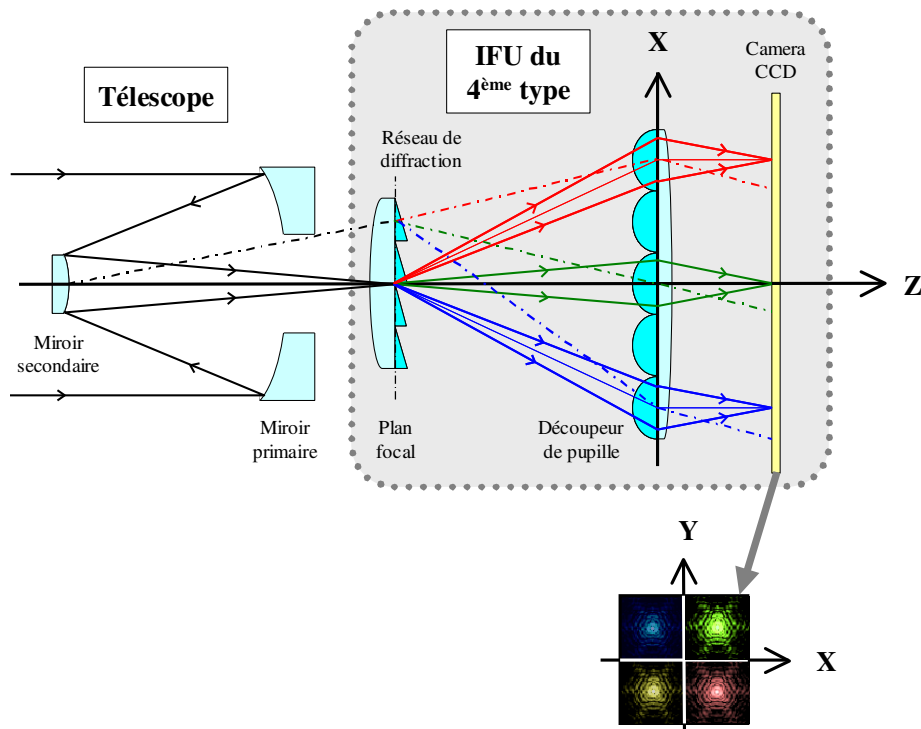 Télescope
IFU du
4ème type
X
Camera
CCD
Réseau de
diffraction
Z
Miroir
secondaire
Miroir
primaire
Plan
focal
Découpeur
de pupille
Y
X